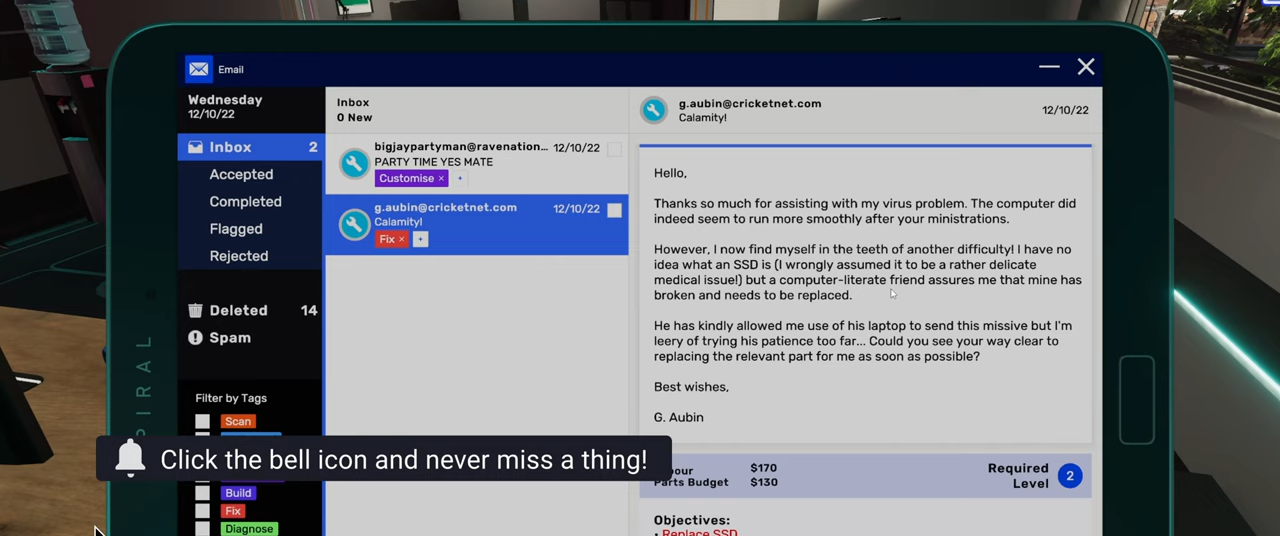 Email
Wednesday
12/10/22
Inbox 2
Accepted
Completed
Flagged
Rejected
Deleted 14
Spam
Filter by Tags
Scan
Build
Fix
Diagnose
Inbox
0 New
bigjaypartyman@ravenation... 12/10/22
PARTY TIME YES MATE
Customise × +
g.aubin@cricketnet.com 12/10/22
Calamity!
Fix × +
g.aubin@cricketnet.com 12/10/22
Calamity!
Hello,
Thanks so much for assisting with my virus problem. The computer did
indeed seem to run more smoothly after your ministrations.
However, I now find myself in the teeth of another difficulty! I have no
idea what an SSD is (I wrongly assumed it to be a rather delicate
medical issue!) but a computer-literate friend assures me that mine has
broken and needs to be replaced.
He has kindly allowed me use of his laptop to send this missive but I'm
leery of trying his patience too far... Could you see your way clear to
replacing the relevant part for me as soon as possible?
Best wishes,
G. Aubin
$170
Parts Budget $130
Required
Level 2
Objectives:
• Replace SSD
Click the bell icon and never miss a thing!
PIRAL